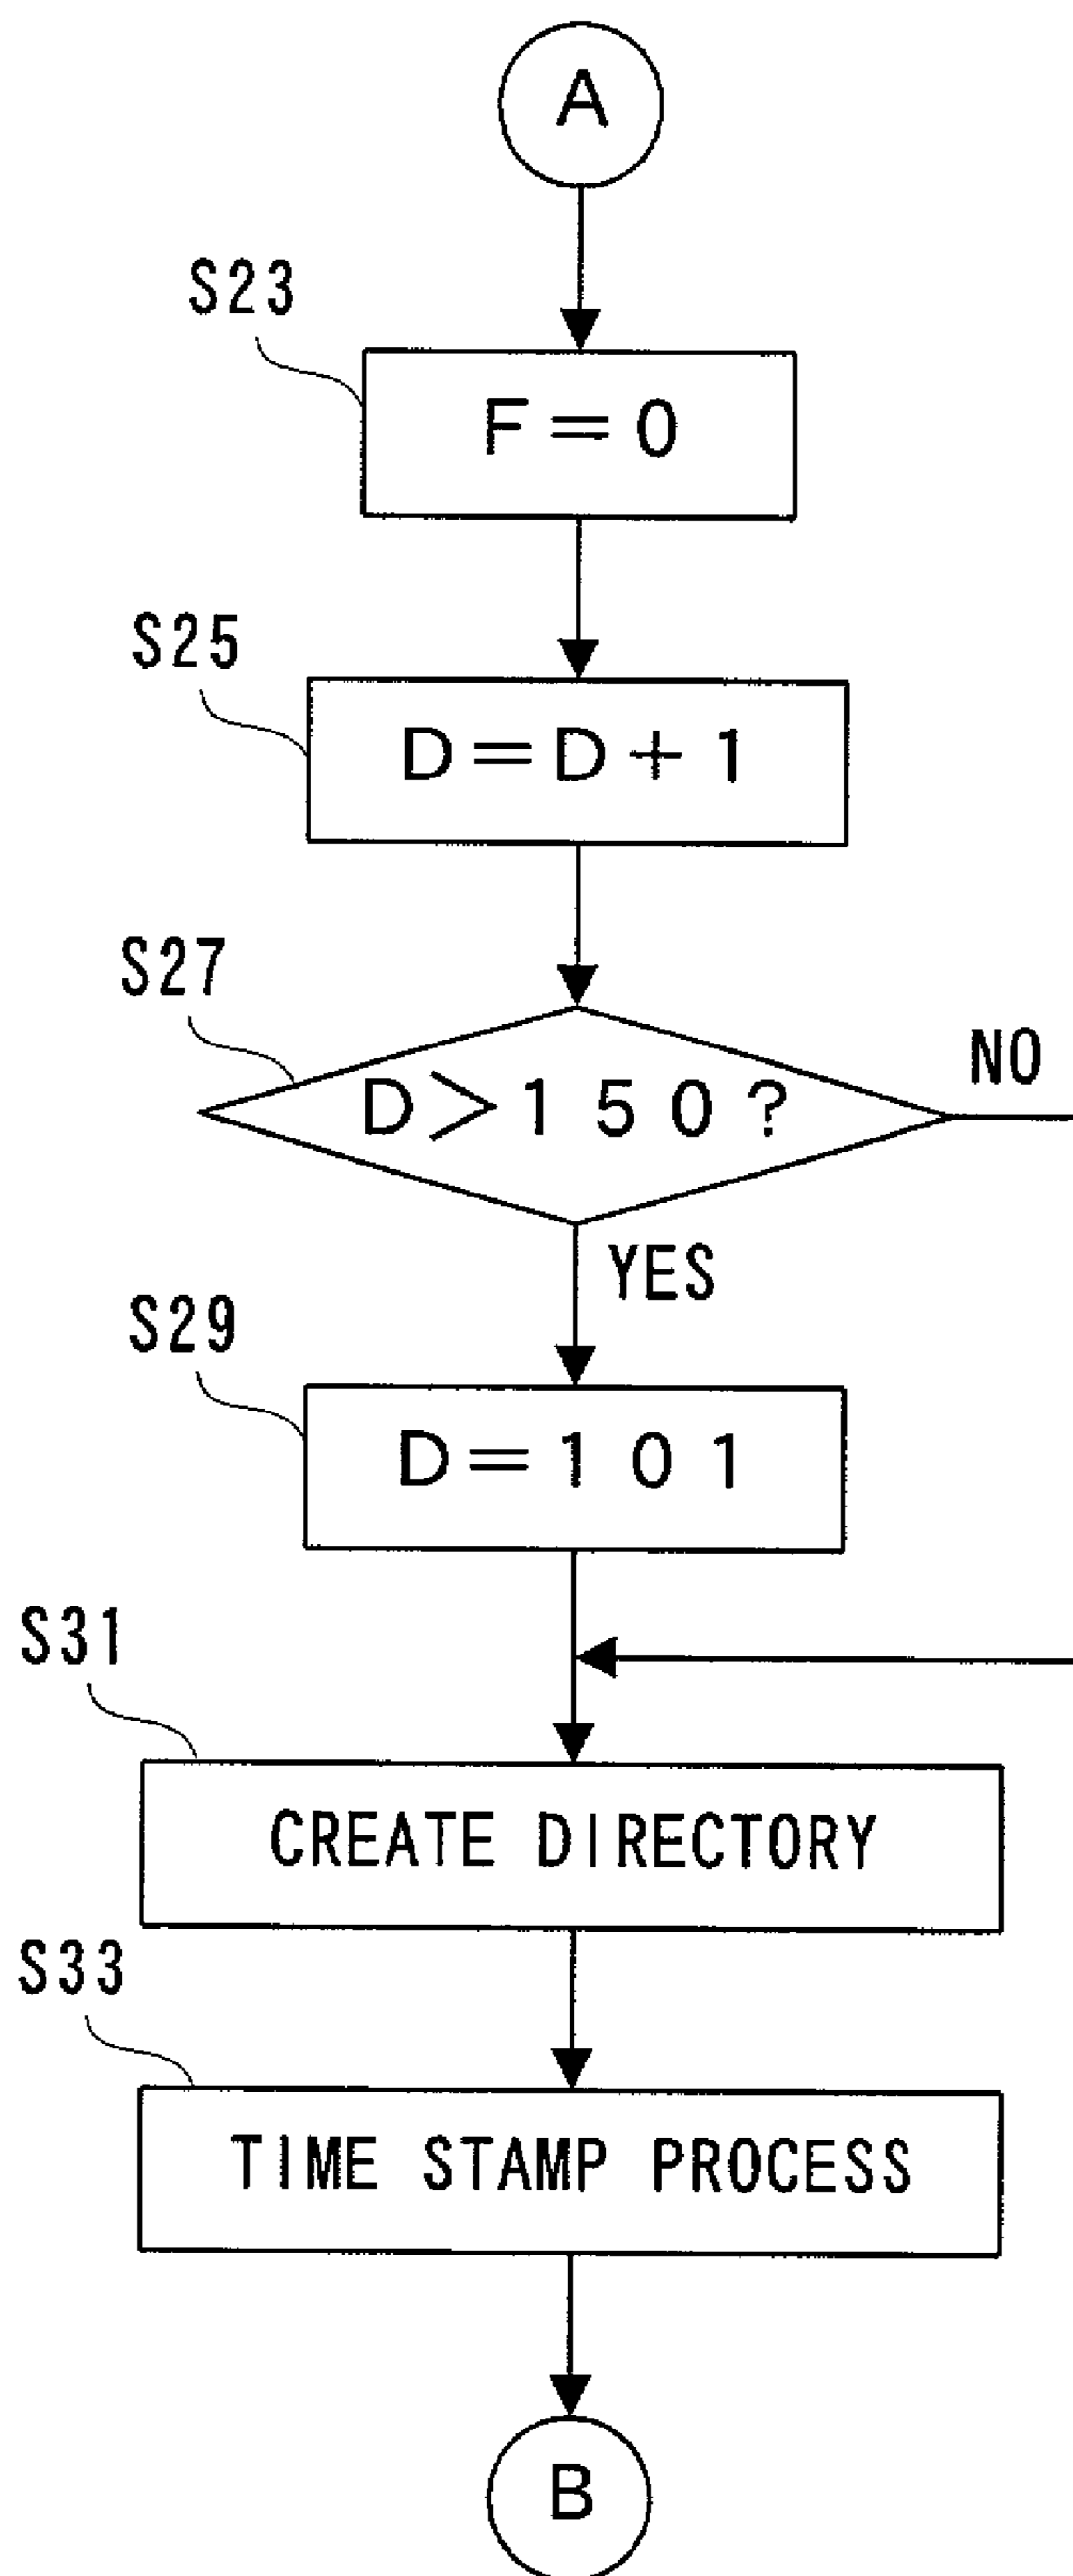 A
S23
F=0
S25
D=D+1
S27
D>150?
NO
YES
S29
D=101
S31
CREATE DIRECTORY
S33
TIME STAMP PROCESS
B